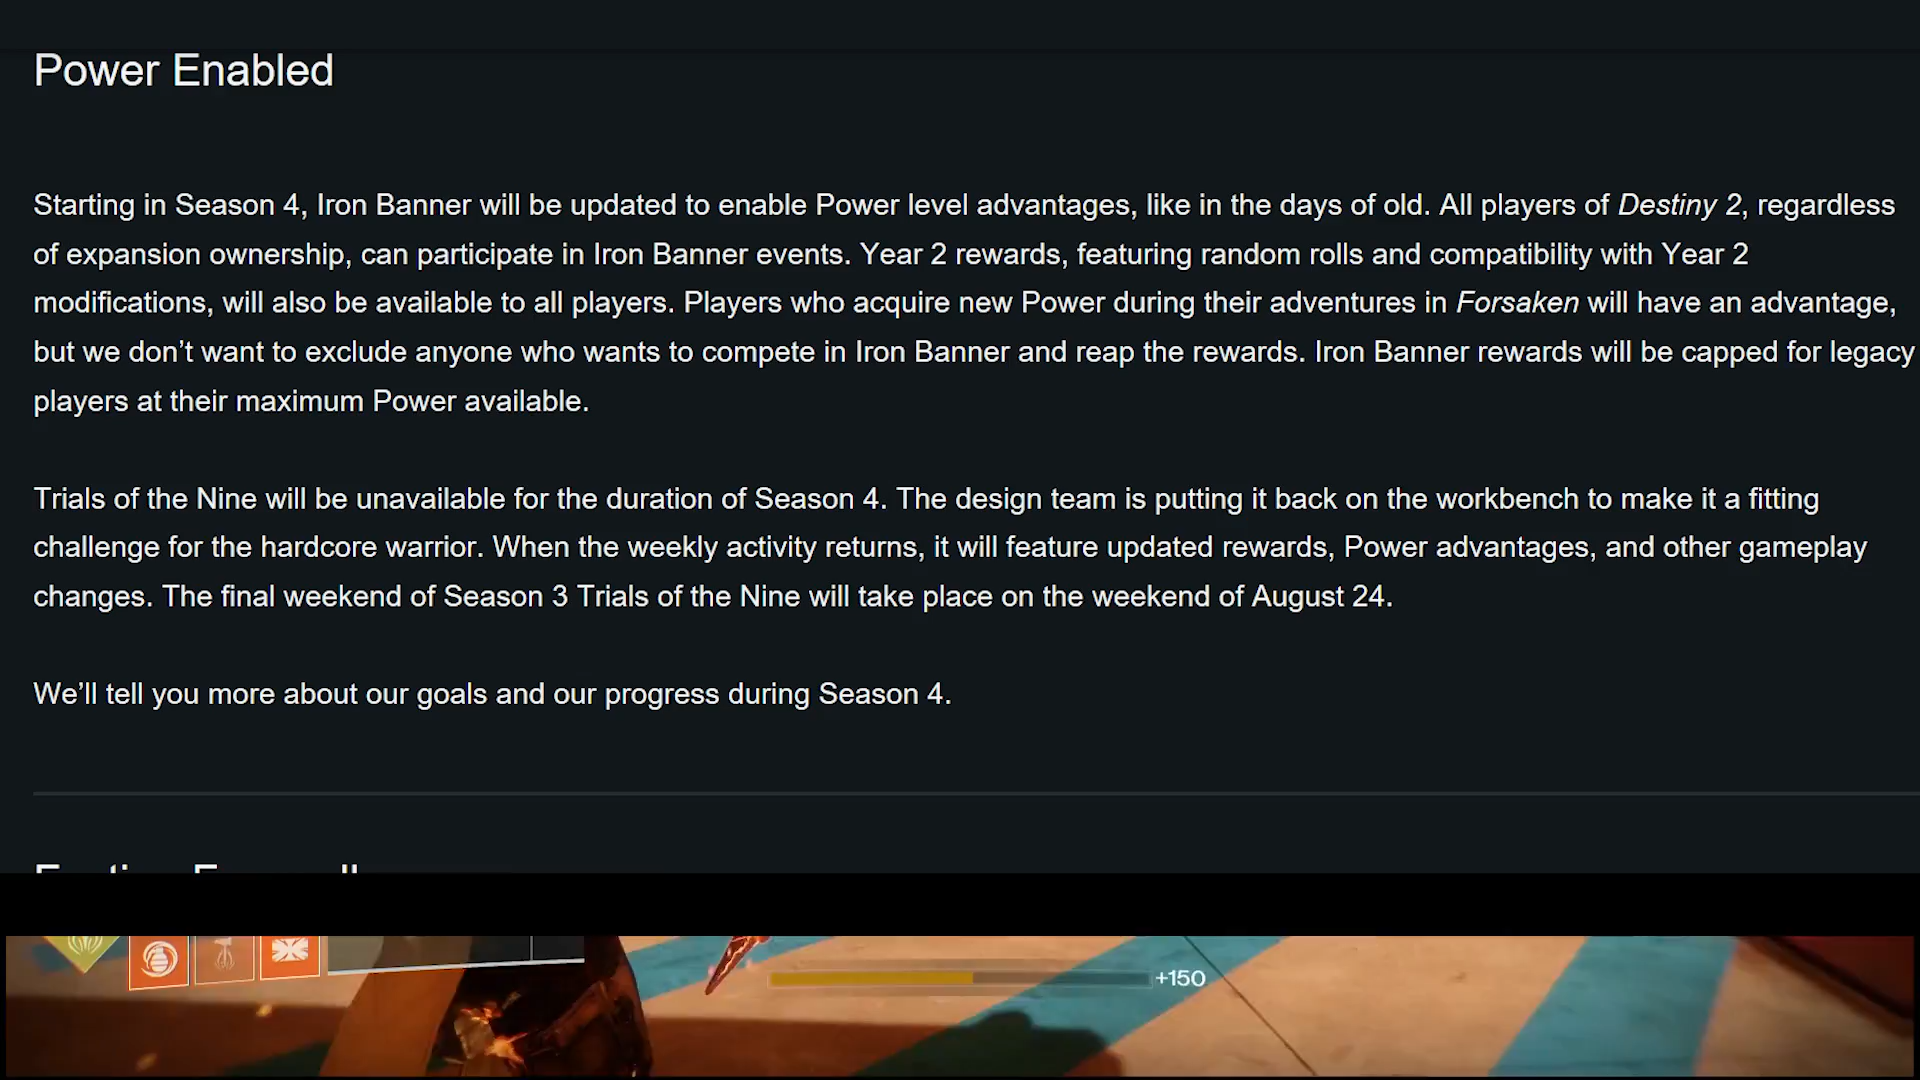 Power Enabled
Starting in Season 4, Iron Banner will be updated to enable Power level advantages, like in the days of old. All players of Destiny 2, regardless
of expansion ownership, can participate in Iron Banner events. Year 2 rewards, featuring random rolls and compatibility with Year 2
modifications, will also be available to all players. Players who acquire new Power during their adventures in Forsaken will have an advantage,
but we don’t want to exclude anyone who wants to compete in Iron Banner and reap the rewards. Iron Banner rewards will be capped for legacy
players at their maximum Power available.
Trials of the Nine will be unavailable for the duration of Season 4. The design team is putting it back on the workbench to make it a fitting
challenge for the hardcore warrior. When the weekly activity returns, it will feature updated rewards, Power advantages, and other gameplay
changes. The final weekend of Season 3 Trials of the Nine will take place on the weekend of August 24.
We’ll tell you more about our goals and our progress during Season 4.
+150